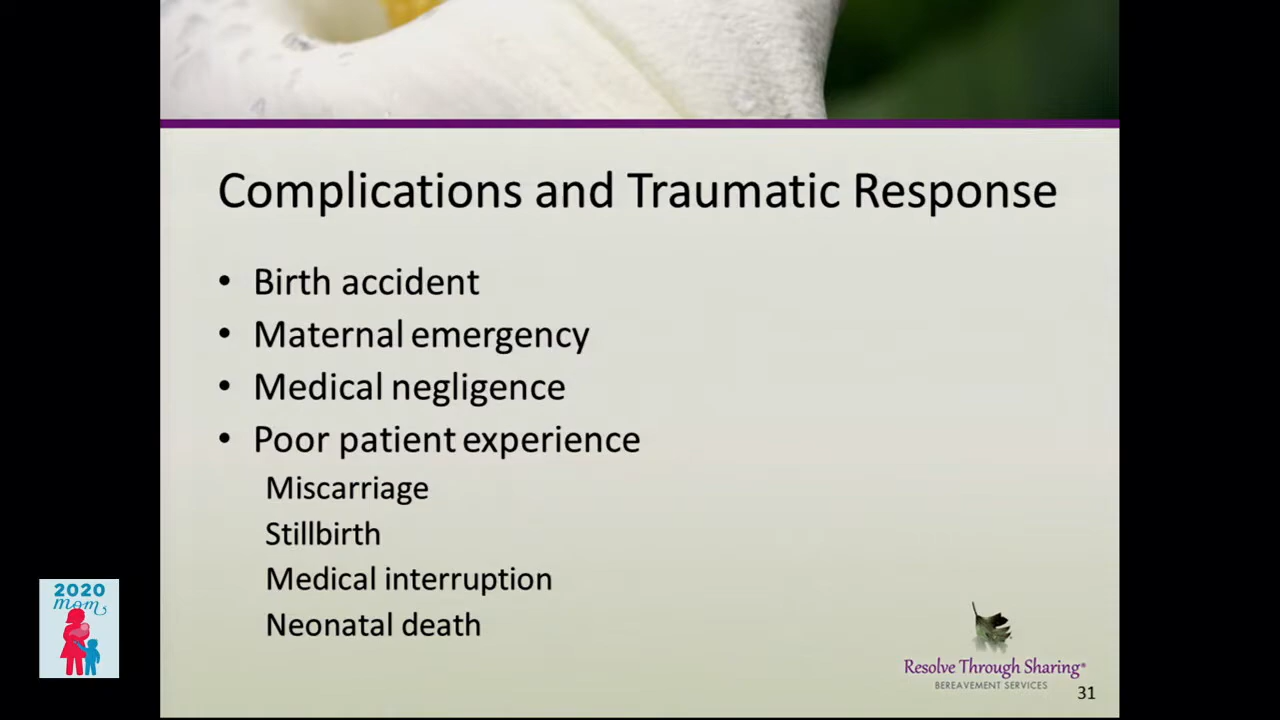 Complications and Traumatic Response
• Birth accident
• Maternal emergency
• Medical negligence
• Poor patient experience
Miscarriage
Stillbirth
Medical interruption
Neonatal death
2020
mom
Resolve Through Sharing®
BEREAVEMENT SERVICES
31